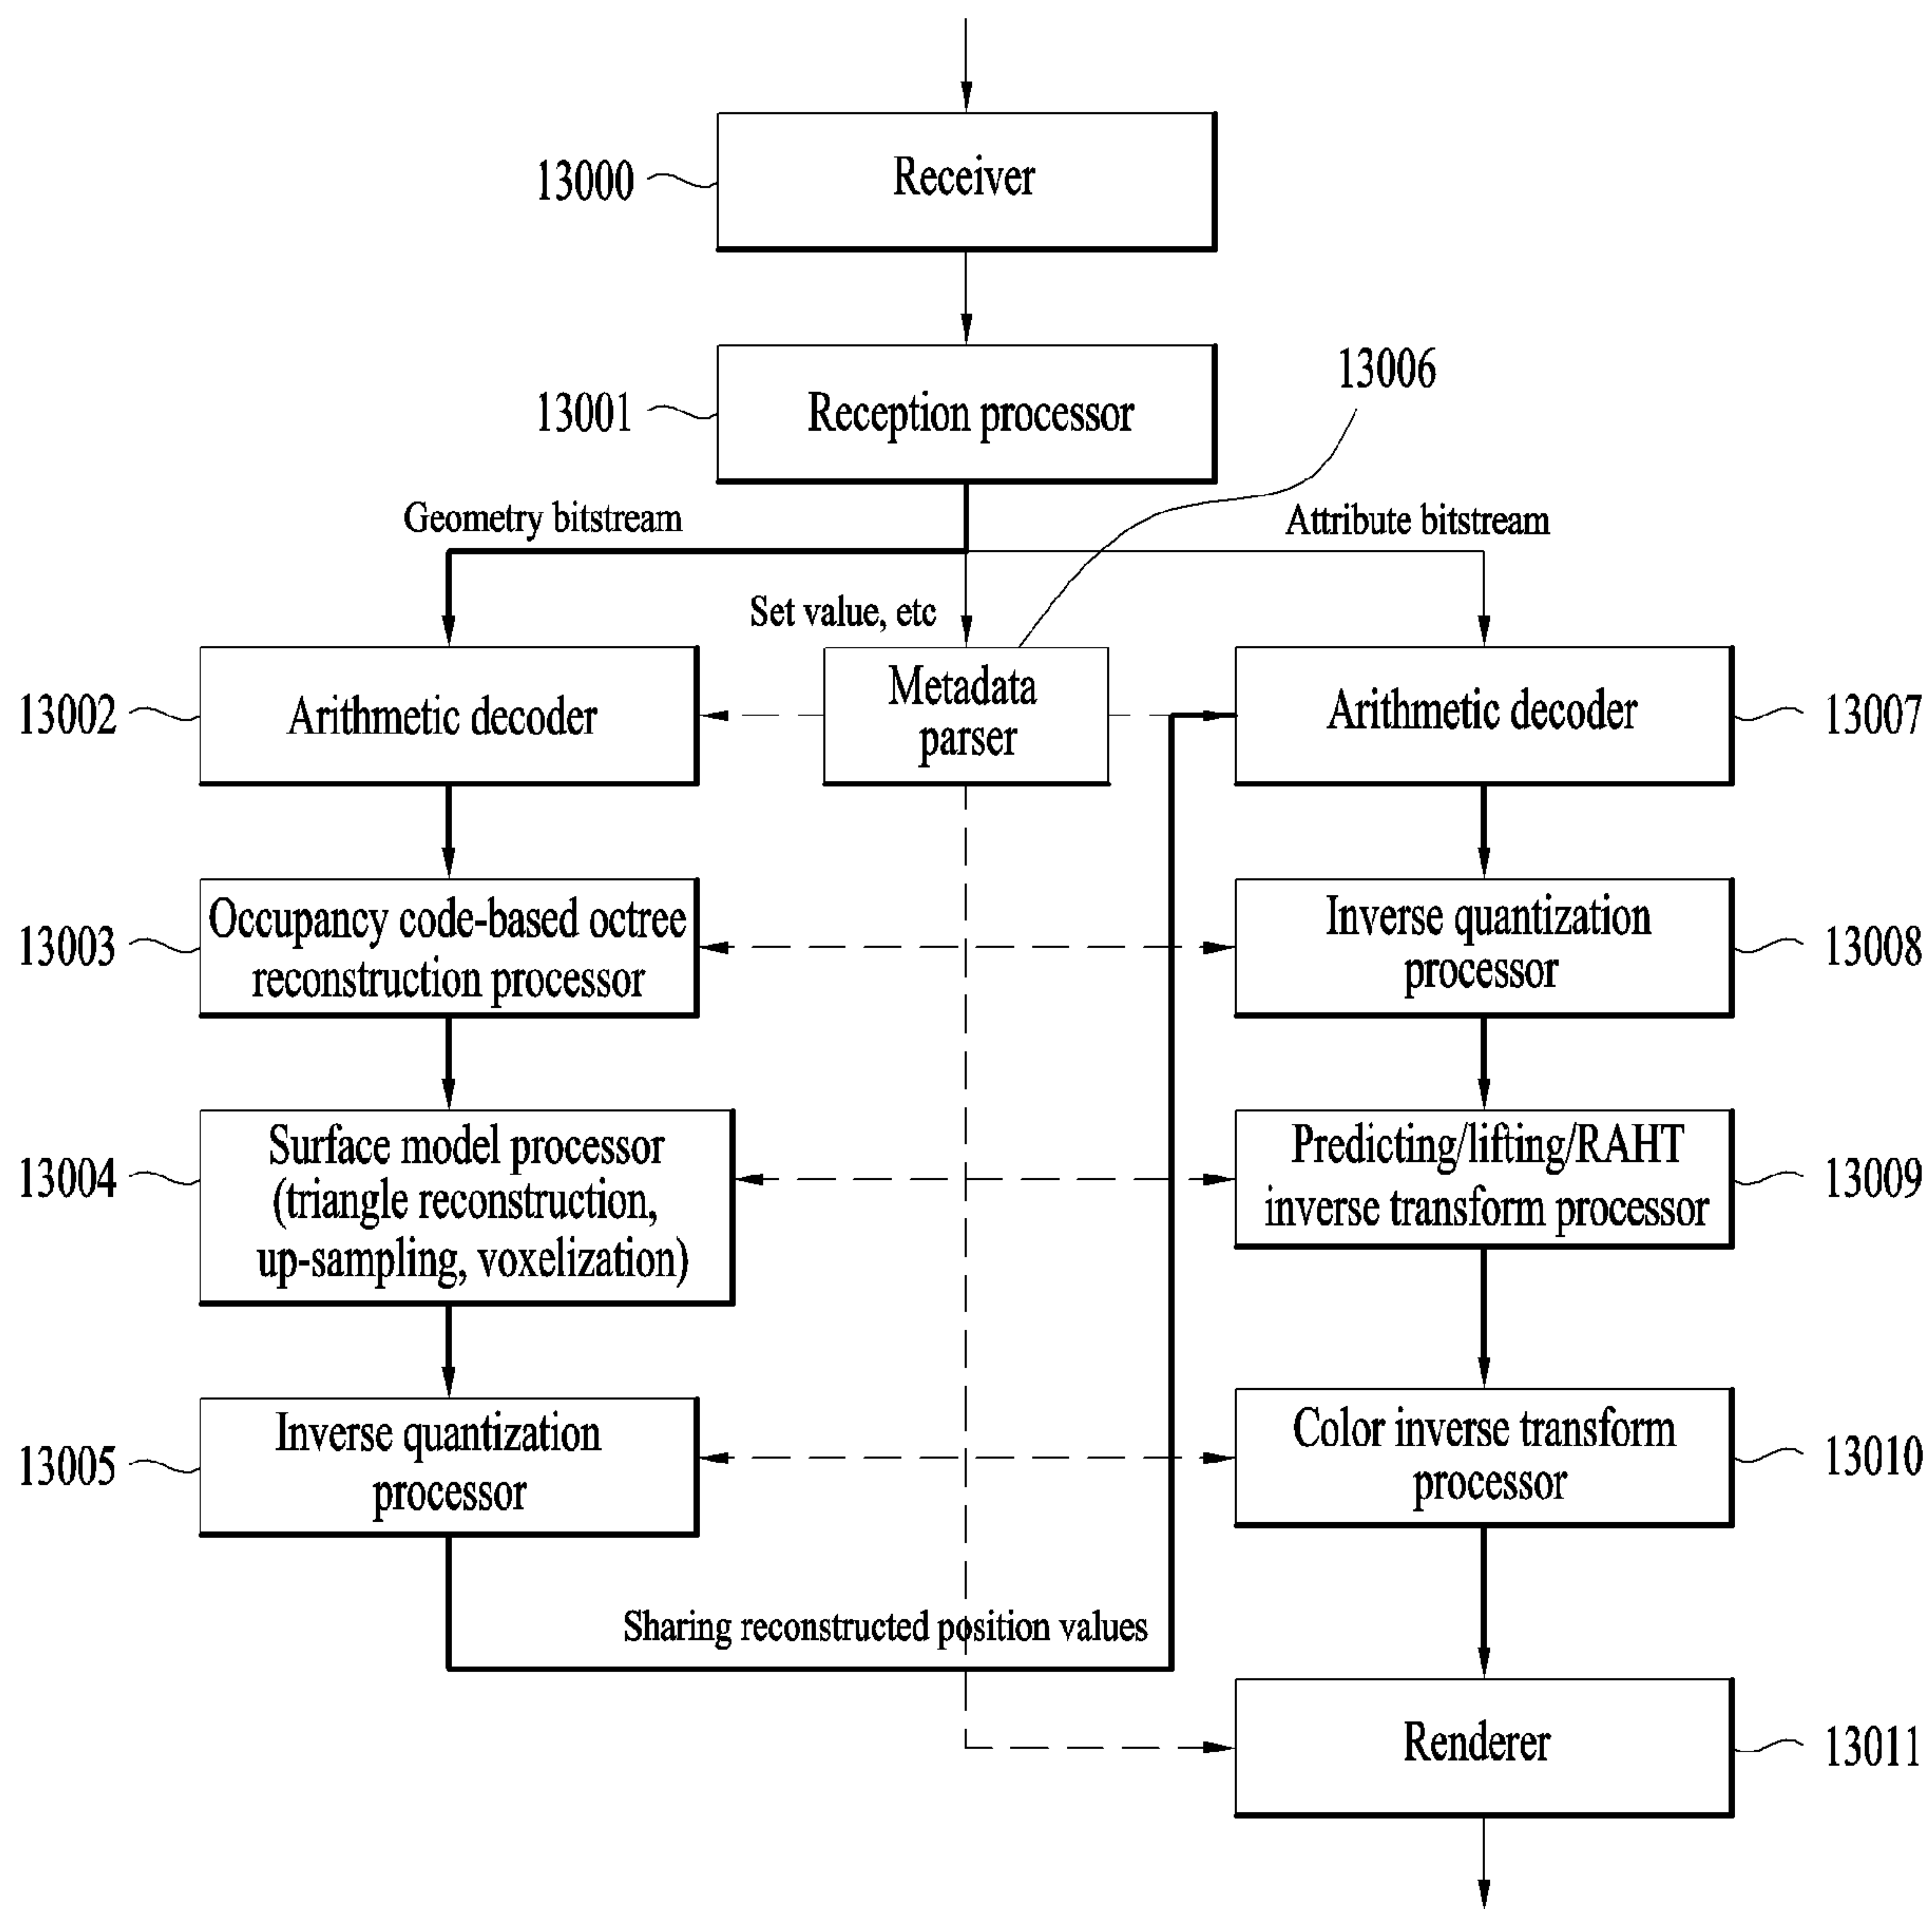 13000
Receiver
13001
Reception processor
13006
Geometry bitstream
Attribute bitstream
Set value, etc
13002
Arithmetic decoder
Metadata
parser
Arithmetic decoder
13007
13003
Occupancy code-based octree
reconstruction processor
Inverse quantization
processor
13008
13004
Surface model processor
(triangle reconstruction,
up-sampling, voxelization)
Predicting/lifting/RAHT
inverse transform processor
13009
13005
Inverse quantization
processor
Color inverse transform
processor
13010
Sharing reconstructed position values
Renderer
13011